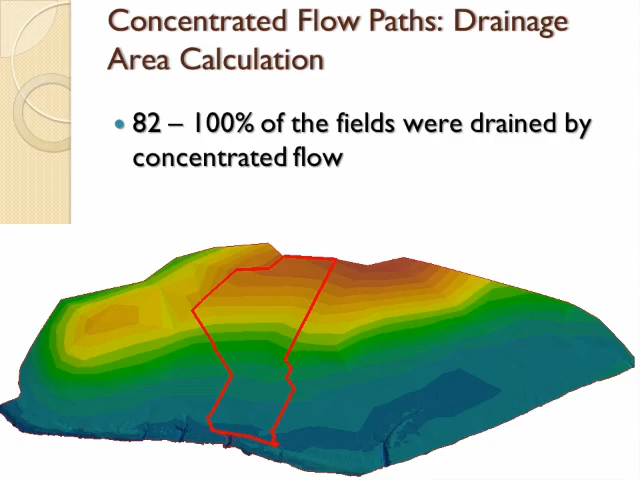 Concentrated Flow Paths: Drainage
Area Calculation
• 82 – 100% of the fields were drained by
concentrated flow